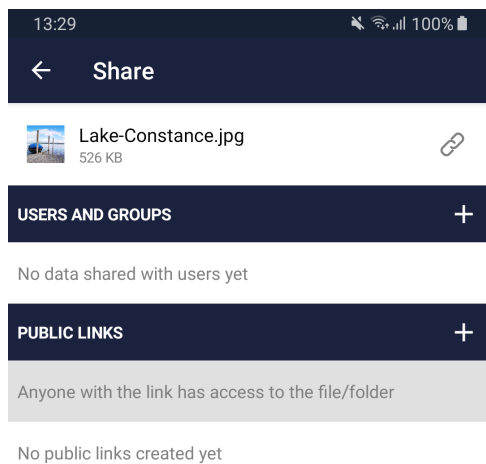 13:29 100%
Share
Lake-Constance.jpg
526 KB
USERS AND GROUPS
No data shared with users yet
PUBLIC LINKS
Anyone with the link has access to the file/folder
No public links created yet